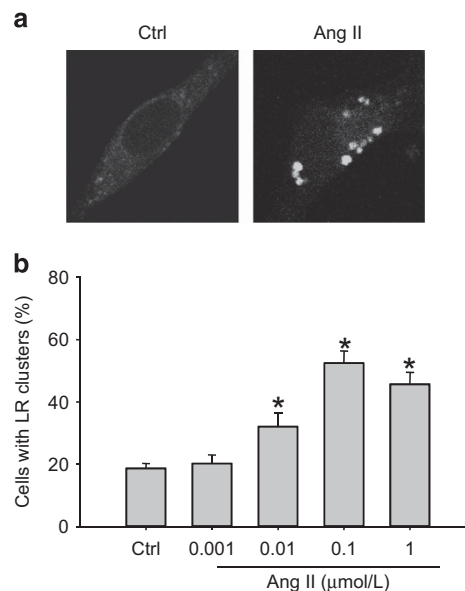 a
Ctrl Ang II
b
Cells with LR clusters (%)
80
60
40
20
0
* * *
Ctrl 0.001 0.01 0.1 1
Ang II (μmol/L)